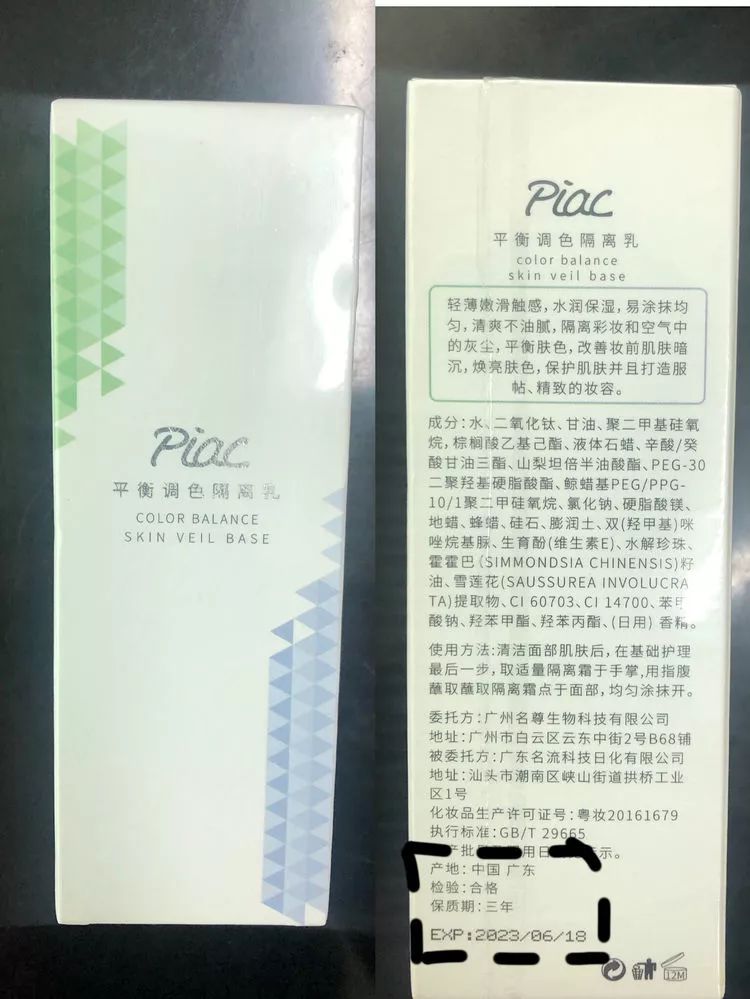 Piac
平衡调色隔离乳
COLOR BALANCE
SKIN VEIL BASE
Piac
平衡调色隔离乳
color balance
skin veil base
轻薄嫩滑触感，水润保湿，易涂抹均
匀，清爽不油腻，隔离彩妆和空气中
的灰尘，平衡肤色，改善妆前肌肤暗
沉，焕亮肤色，保护肌肤并且打造服
帖、精致的妆容。
成分：水、二氧化钛、甘油、聚二甲基硅氧
烷，棕榈酸乙基己酯、液体石蜡、辛酸/癸
酸甘油三酯、山梨坦倍半油酸酯、PEG-30
二聚羟基硬脂酸酯、鲸蜡基PEG/PPG-
10/1聚二甲硅氧烷、氯化钠、硬脂酸镁、
地蜡、蜂蜡、硅石、膨润土、双(羟甲基)咪
唑烷基脲、生育酚(维生素E)、水解珍珠、
霍霍巴(SIMMONDSIA CHINENSIS)籽
油、雪莲花(SAUSSUREA INVOLUCRA
TA)提取物、CI 60703、CI 14700、苯甲
酸钠、羟苯甲酯、羟苯丙酯、(日用)香精。
使用方法:清洁面部肌肤后，在基础护理
最后一步，取适量隔离霜于手掌,用指腹
蘸取蘸取隔离霜点于面部，均匀涂抹开。
委托方：广州名尊生物科技有限公司
地址：广州市白云区云东中街2号B68铺
被委托方：广东名流科技日化有限公司
地址：汕头市潮南区峡山街道拱桥工业
区1号
化妆品生产许可证号：粤妆20161679
执行标准：GB/T 29665
产批 用日 示。
产地：中国 广东
检验：合格
保质期：三年
EXP:2023/06/18
12M